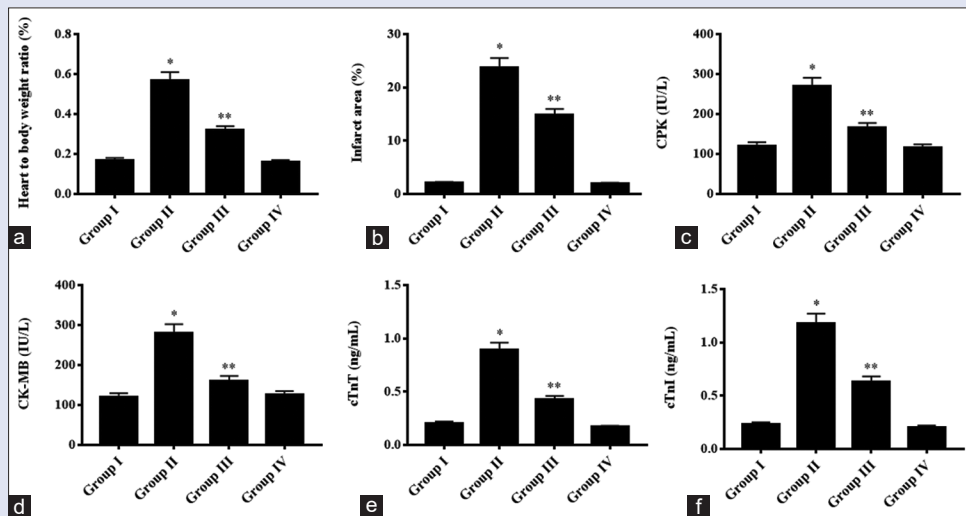 Heart to body weight ratio (%)
0.8
0.6
0.4
0.2
0.0
*
**
Group I
Group II
Group III
Group IV
a
Infarct area (%)
30
20
10
0
*
**
Group I
Group II
Group III
Group IV
b
CPK (IU/L)
400
300
200
100
0
*
**
Group I
Group II
Group III
Group IV
c
CK-MB (IU/L)
400
300
200
100
0
*
**
Group I
Group II
Group III
Group IV
d
cTnT (ng/mL)
1.5
1.0
0.5
0.0
*
**
Group I
Group II
Group III
Group IV
e
cTnI (ng/mL)
1.5
1.0
0.5
0.0
*
**
Group I
Group II
Group III
Group IV
f